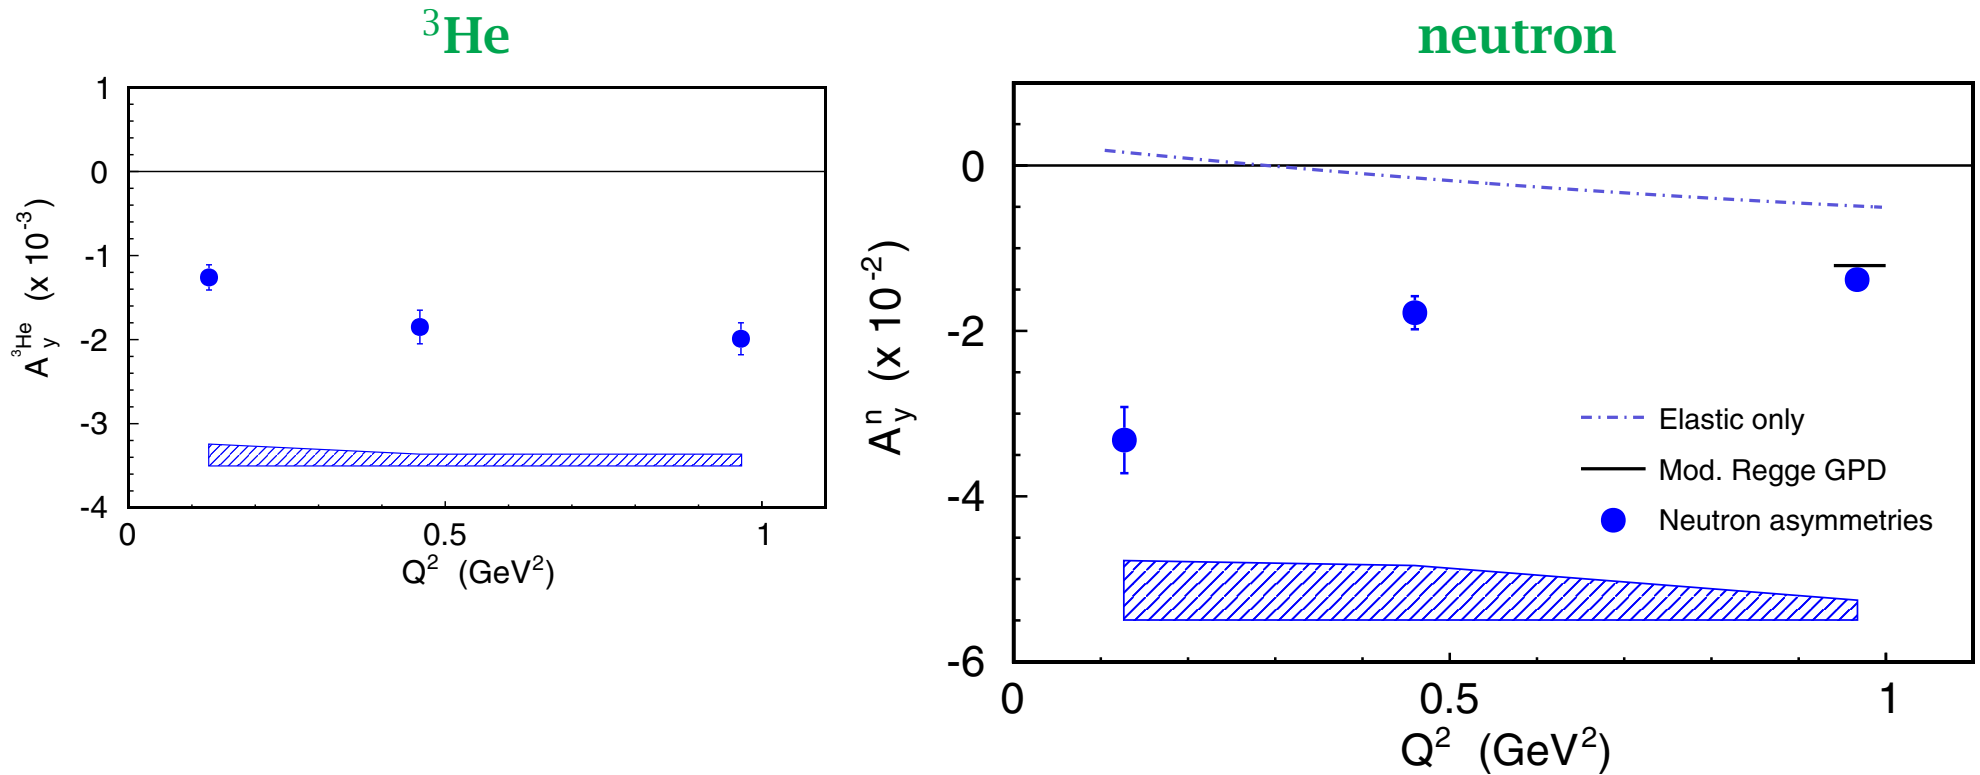 ³He
1
0
-1
-2
-3
-4
0
0.5
1
A_y^{³He} (x 10⁻³)
Q² (GeV²)
neutron
0
-2
-4
-6
0
0.5
1
A_y^n (x 10⁻²)
Q² (GeV²)
Elastic only
Mod. Regge GPD
Neutron asymmetries